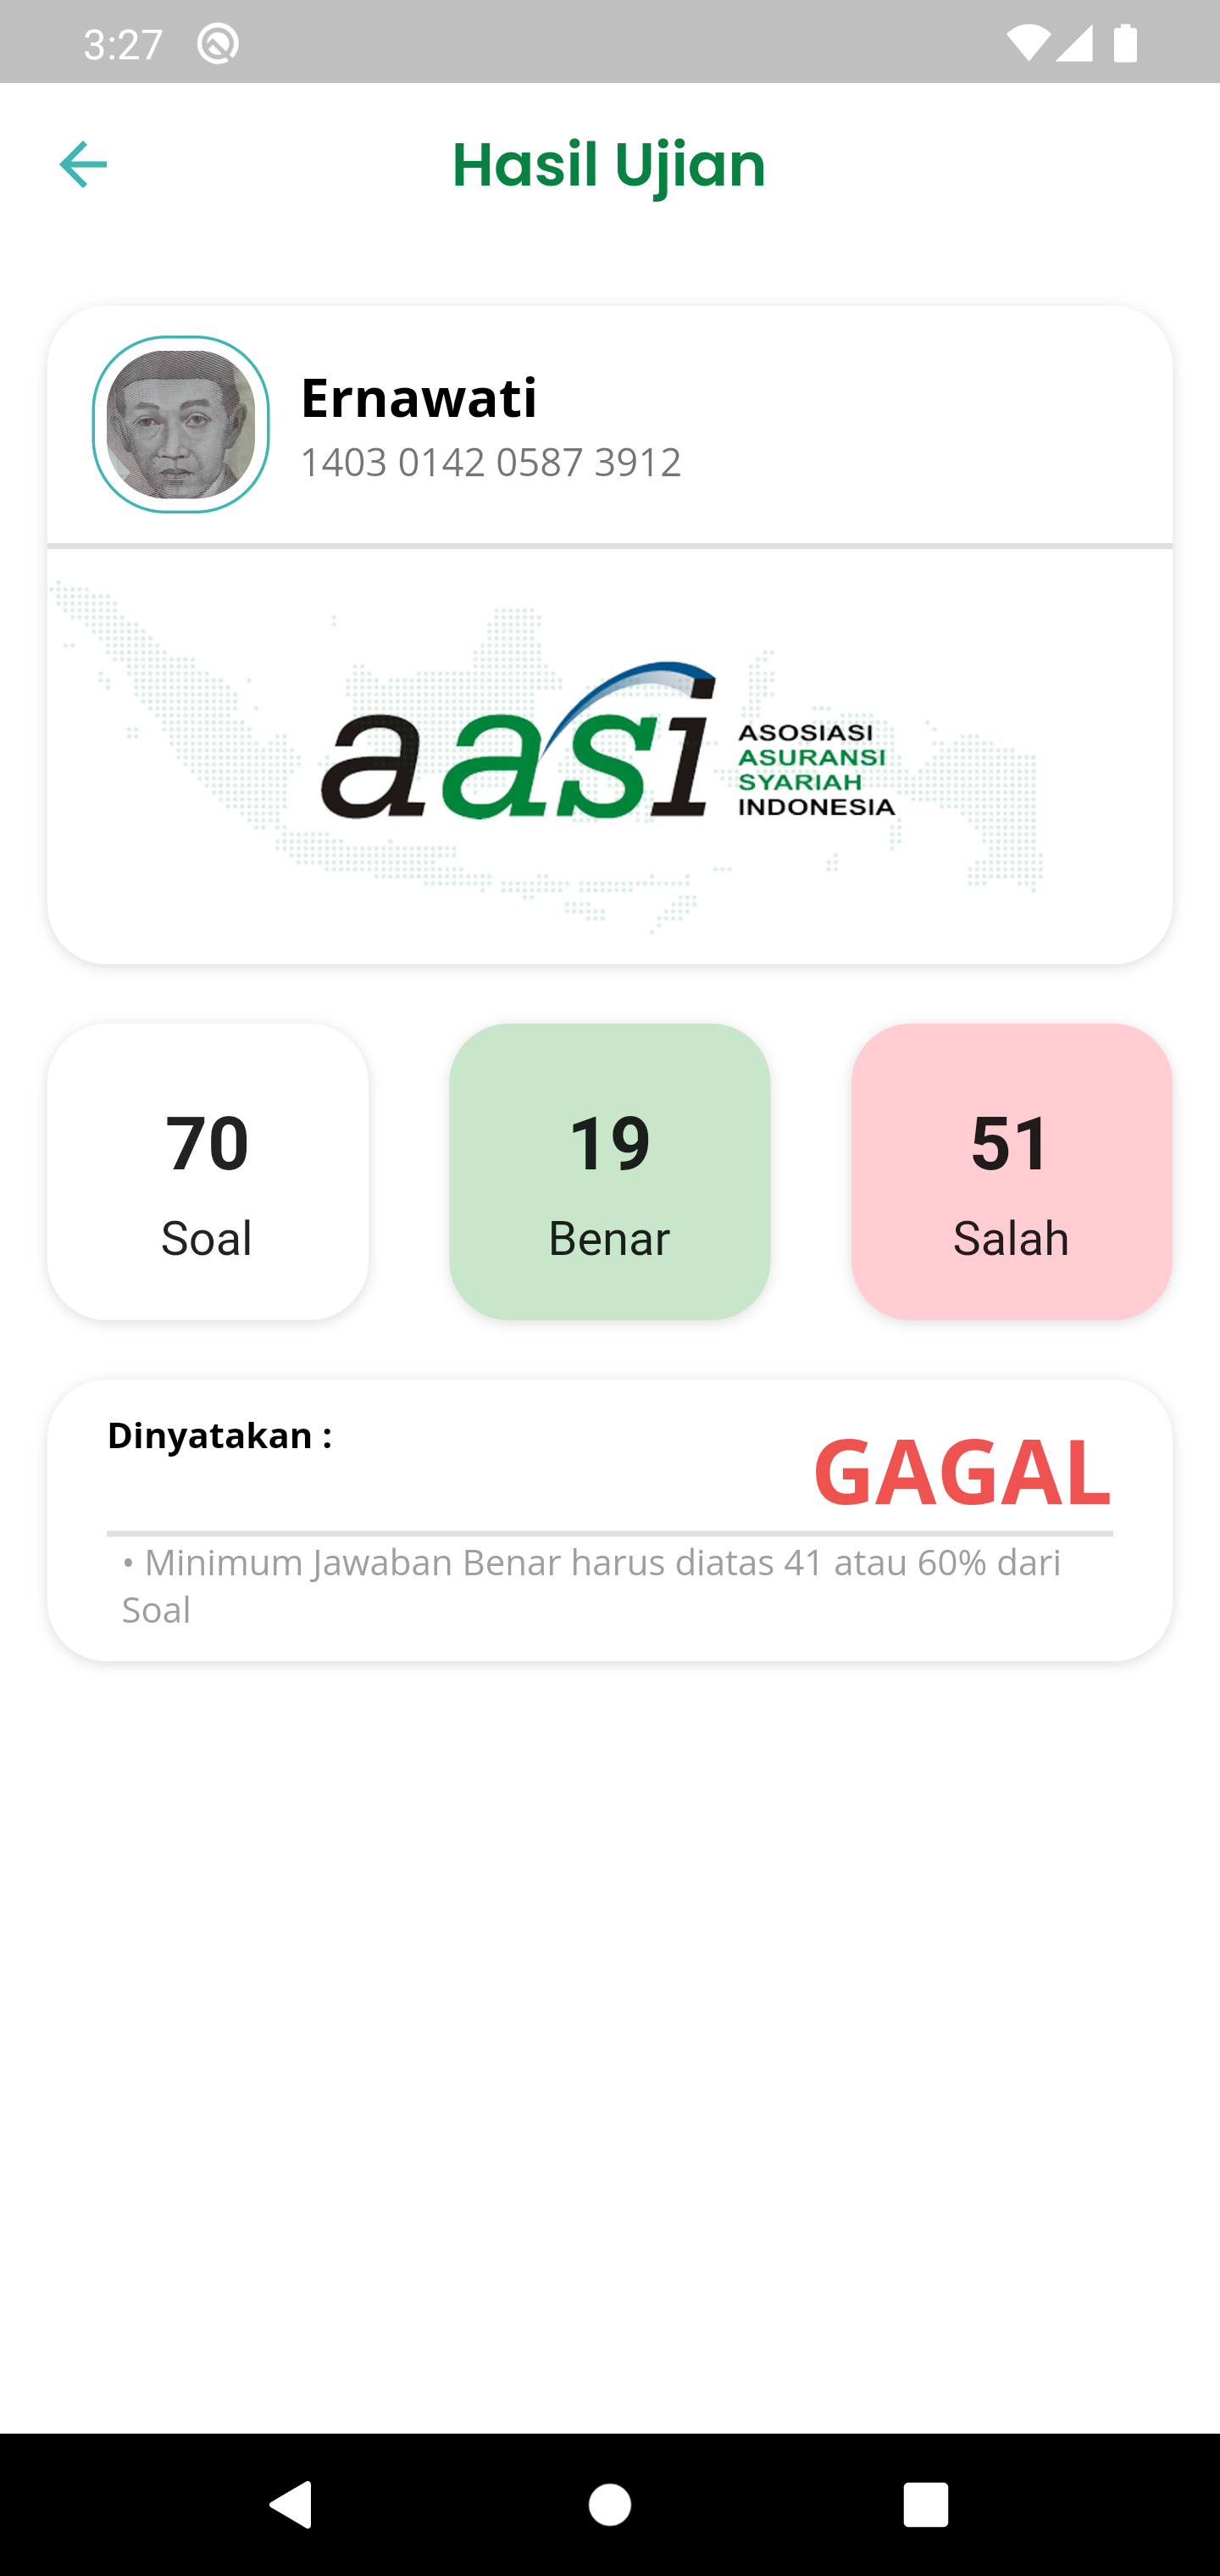 3:27
Hasil Ujian
Ernawati
1403 0142 0587 3912
aasi
ASOSIASI
ASURANSI
SYARIAH
INDONESIA
70
Soal
19
Benar
51
Salah
Dinyatakan :
GAGAL
• Minimum Jawaban Benar harus diatas 41 atau 60% dari
Soal